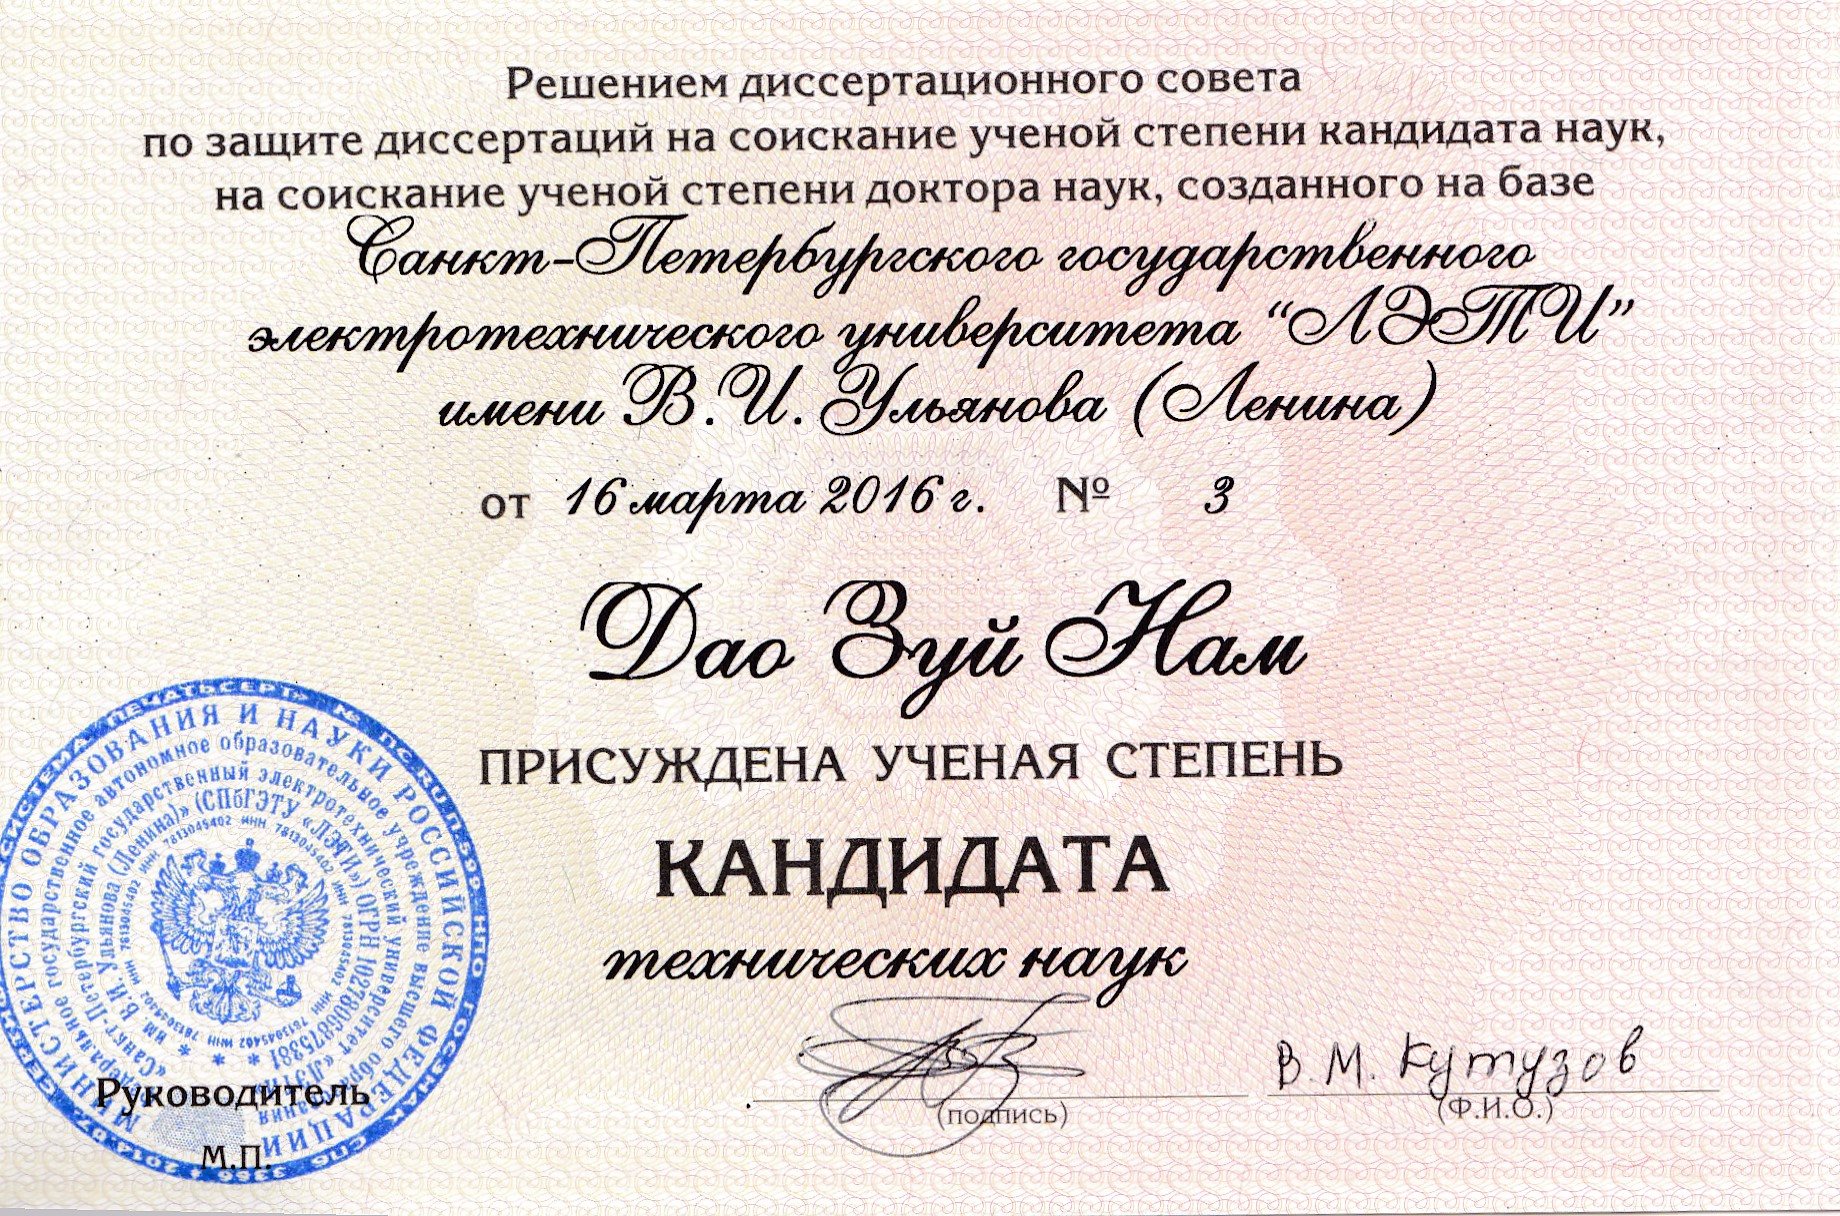 Решением диссертационного совета
по защите диссертаций на соискание ученой степени кандидата наук,
на соискание ученой степени доктора наук, созданного на базе
Санкт-Петербургского государственного
электротехнического университета “ЛЭТИ”
имени В.И. Ульянова (Ленина)
от 16 марта 2016 г. № 3
Дао Зуй Нам
ПРИСУЖДЕНА УЧЕНАЯ СТЕПЕНЬ
КАНДИДАТА
технических наук
МИНИСТЕРСТВО ОБРАЗОВАНИЯ И НАУКИ РОССИЙСКОЙ ФЕДЕРАЦИИ
государственное автономное образовательное учреждение высшего образования
«Санкт-Петербургский государственный электротехнический университет «ЛЭТИ»
им. В.И. Ульянова (Ленина)» (СПбГЭТУ «ЛЭТИ») ОГРН 1027806875381
ИНН 7813045402
В.М. Кутузов
Руководитель
(подпись)
(Ф.И.О.)
М.П.